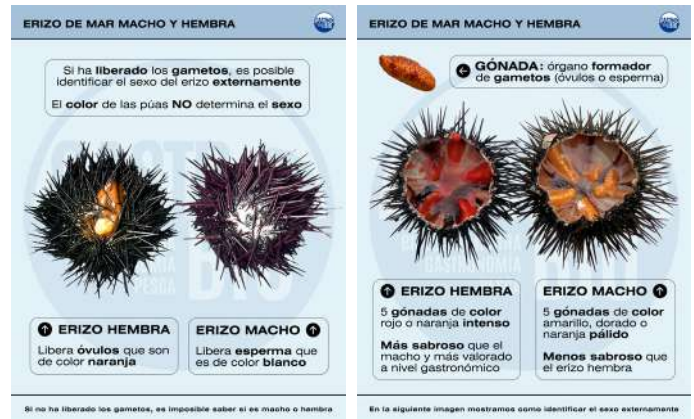 ERIZO DE MAR MACHO Y HEMBRA
Si ha liberado los gametos, es posible
identificar el sexo del erizo externamente
El color de las púas NO determina el sexo
ERIZO HEMBRA
Libera óvulos que son
de color naranja
ERIZO MACHO
Libera esperma que
es de color blanco
Si no ha liberado los gametos, es imposible saber si es macho o hembra
ERIZO DE MAR MACHO Y HEMBRA
GÓNADA: órgano formador
de gametos (óvulos o esperma)
ERIZO HEMBRA
5 gónadas de color
rojo o naranja intenso
Más sabroso que el
macho y más valorado
a nivel gastronómico
ERIZO MACHO
5 gónadas de color
amarillo, dorado o
naranja pálido
Menos sabroso que
el erizo hembra
En la siguiente imagen mostramos como identificar el sexo externamente